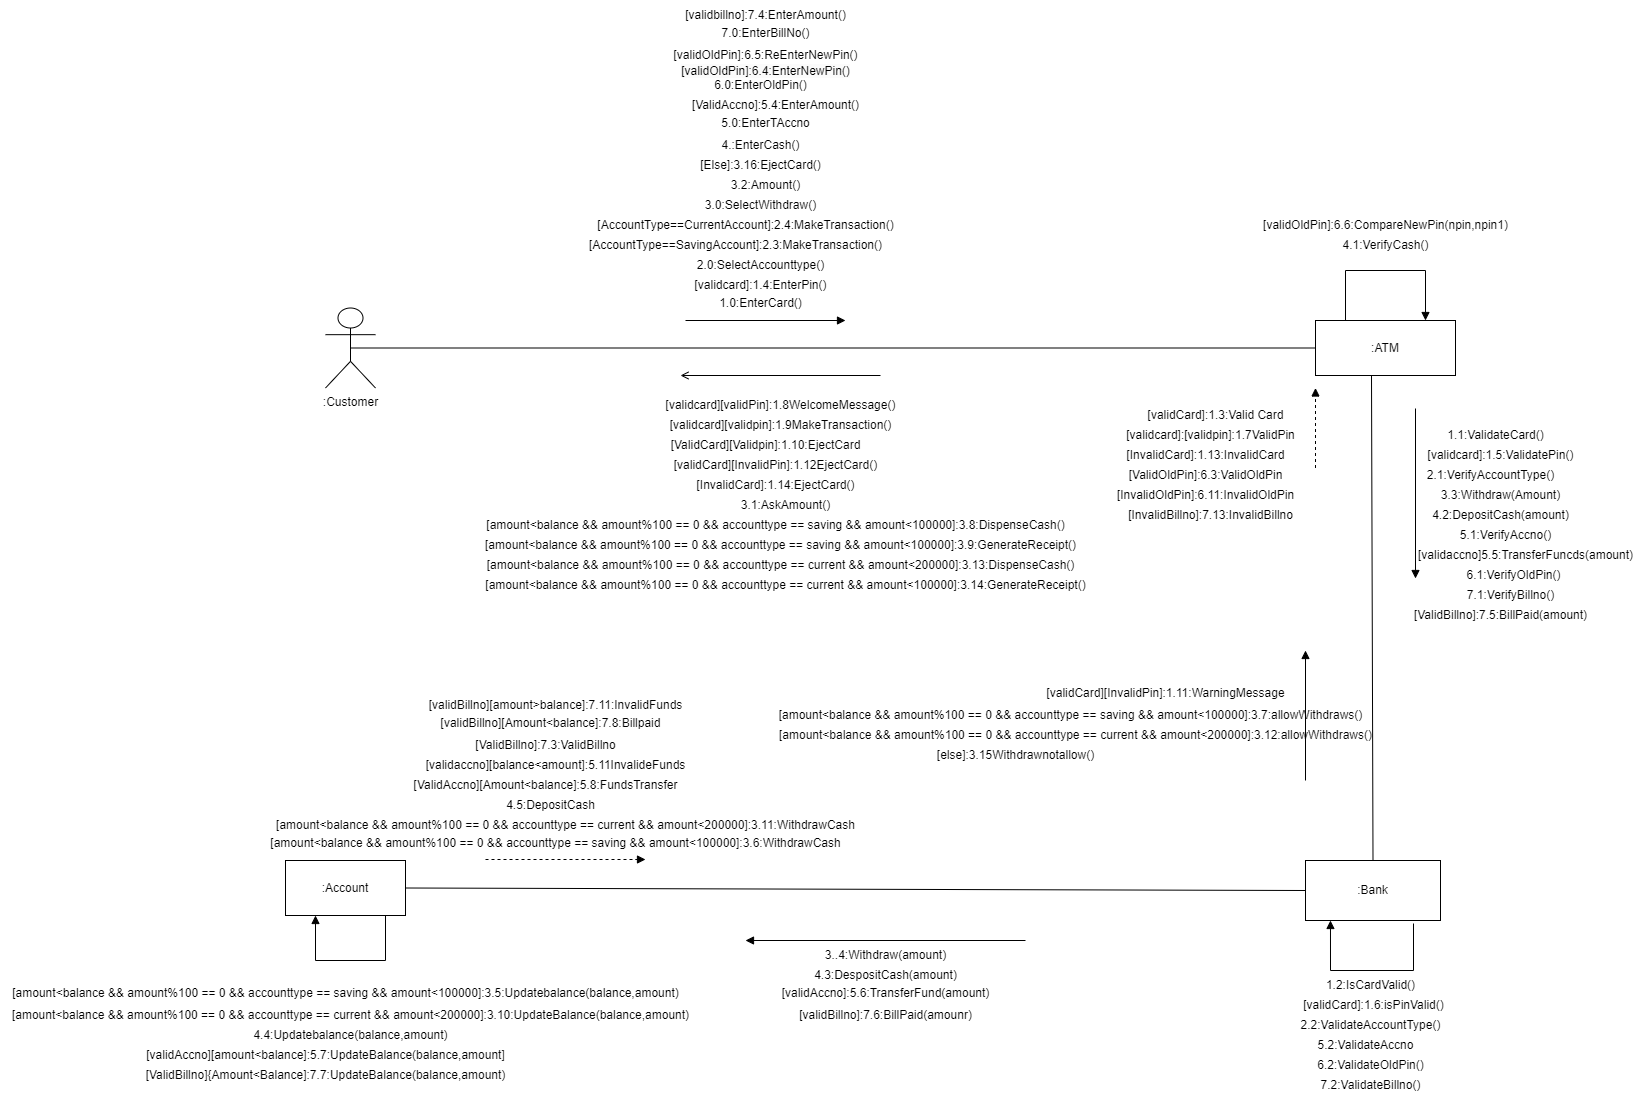 [validbillno]:7.4:EnterAmount()
7.0:EnterBillNo()
[validOldPin]:6.5:ReEnterNewPin()
[validOldPin]:6.4:EnterNewPin()
6.0:EnterOldPin()
[ValidAccno]:5.4:EnterAmount()
5.0:EnterTAccno
4.:EnterCash()
[Else]:3.16:EjectCard()
3.2:Amount()
3.0:SelectWithdraw()
[AccountType==CurrentAccount]:2.4:MakeTransaction()
[AccountType==SavingAccount]:2.3:MakeTransaction()
2.0:SelectAccounttype()
[validcard]:1.4:EnterPin()
1.0:EnterCard()
[validOldPin]:6.6:CompareNewPin(npin,npin1)
4.1:VerifyCash()
:ATM
:Customer
[validcard][validPin]:1.8WelcomeMessage()
[validcard][validpin]:1.9MakeTransaction()
[ValidCard][Validpin]:1.10:EjectCard
[validCard][InvalidPin]:1.12EjectCard()
[InvalidCard]:1.14:EjectCard()
3.1:AskAmount()
[amount<balance && amount%100 == 0 && accounttype == saving && amount<100000]:3.8:DispenseCash()
[amount<balance && amount%100 == 0 && accounttype == saving && amount<100000]:3.9:GenerateReceipt()
[amount<balance && amount%100 == 0 && accounttype == current && amount<200000]:3.13:DispenseCash()
[amount<balance && amount%100 == 0 && accounttype == current && amount<100000]:3.14:GenerateReceipt()
[validCard]:1.3:Valid Card
[validcard]:[validpin]:1.7ValidPin
[InvalidCard]:1.13:InvalidCard
[ValidOldPin]:6.3:ValidOldPin
[InvalidOldPin]:6.11:InvalidOldPin
[InvalidBillno]:7.13:InvalidBillno
1.1:ValidateCard()
[validcard]:1.5:ValidatePin()
2.1:VerifyAccountType()
3.3:Withdraw(Amount)
4.2:DepositCash(amount)
5.1:VerifyAccno()
[validaccno]5.5:TransferFuncds(amount)
6.1:VerifyOldPin()
7.1:VerifyBillno()
[ValidBillno]:7.5:BillPaid(amount)
[validCard][InvalidPin]:1.11:WarningMessage
[amount<balance && amount%100 == 0 && accounttype == saving && amount<100000]:3.7:allowWithdraws()
[amount<balance && amount%100 == 0 && accounttype == current && amount<200000]:3.12:allowWithdraws()
[else]:3.15Withdrawnotallow()
[validBillno][amount>balance]:7.11:InvalidFunds
[validBillno][Amount<balance]:7.8:Billpaid
[ValidBillno]:7.3:ValidBillno
[validaccno][balance<amount]:5.11InvalideFunds
[ValidAccno][Amount<balance]:5.8:FundsTransfer
4.5:DepositCash
[amount<balance && amount%100 == 0 && accounttype == current && amount<200000]:3.11:WithdrawCash
[amount<balance && amount%100 == 0 && accounttype == saving && amount<100000]:3.6:WithdrawCash
:Account
:Bank
3..4:Withdraw(amount)
4.3:DespositCash(amount)
[validAccno]:5.6:TransferFund(amount)
[validBillno]:7.6:BillPaid(amounr)
[amount<balance && amount%100 == 0 && accounttype == saving && amount<100000]:3.5:Updatebalance(balance,amount)
[amount<balance && amount%100 == 0 && accounttype == current && amount<200000]:3.10:UpdateBalance(balance,amount)
4.4:Updatebalance(balance,amount)
[validAccno][amount<balance]:5.7:UpdateBalance(balance,amount]
[ValidBillno]{Amount<Balance]:7.7:UpdateBalance(balance,amount)
1.2:IsCardValid()
[validCard]:1.6:isPinValid()
2.2:ValidateAccountType()
5.2:ValidateAccno
6.2:ValidateOldPin()
7.2:ValidateBillno()